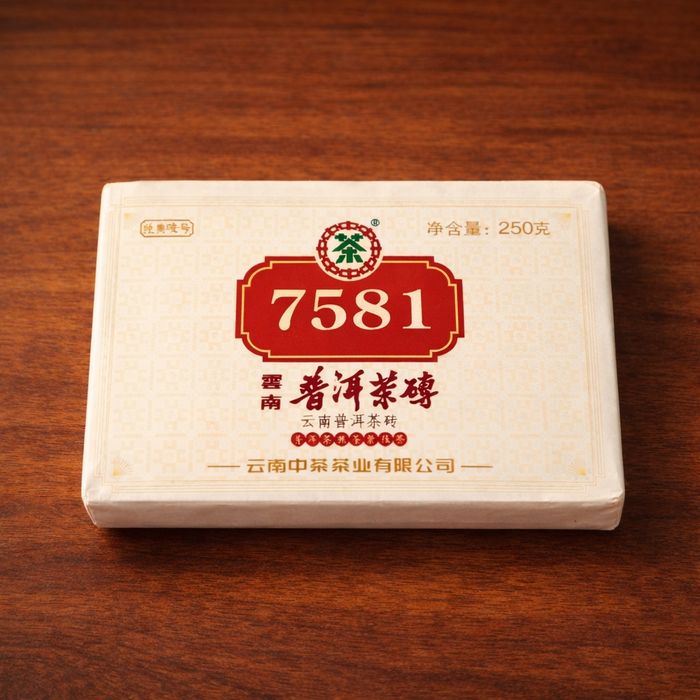 经典唛号
茶
®
净含量：250克
7581
雲南
普洱茶磚
云南普洱茶砖
云南中茶茶业有限公司